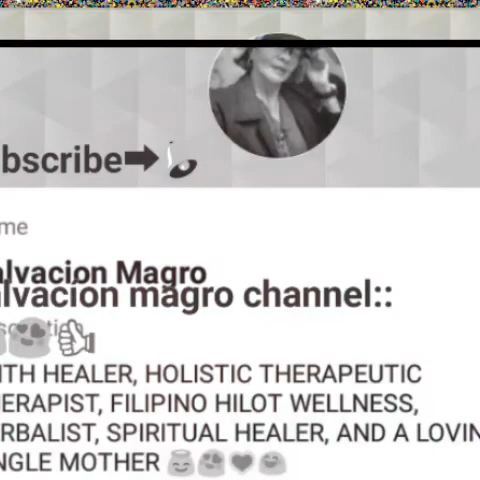 bscribe➡
me
alvacion Magro
alvacion magro channel::
ITH HEALER, HOLISTIC THERAPEUTIC
ERAPIST, FILIPINO HILOT WELLNESS,
RBALIST, SPIRITUAL HEALER, AND A LOVIN
NGLE MOTHER